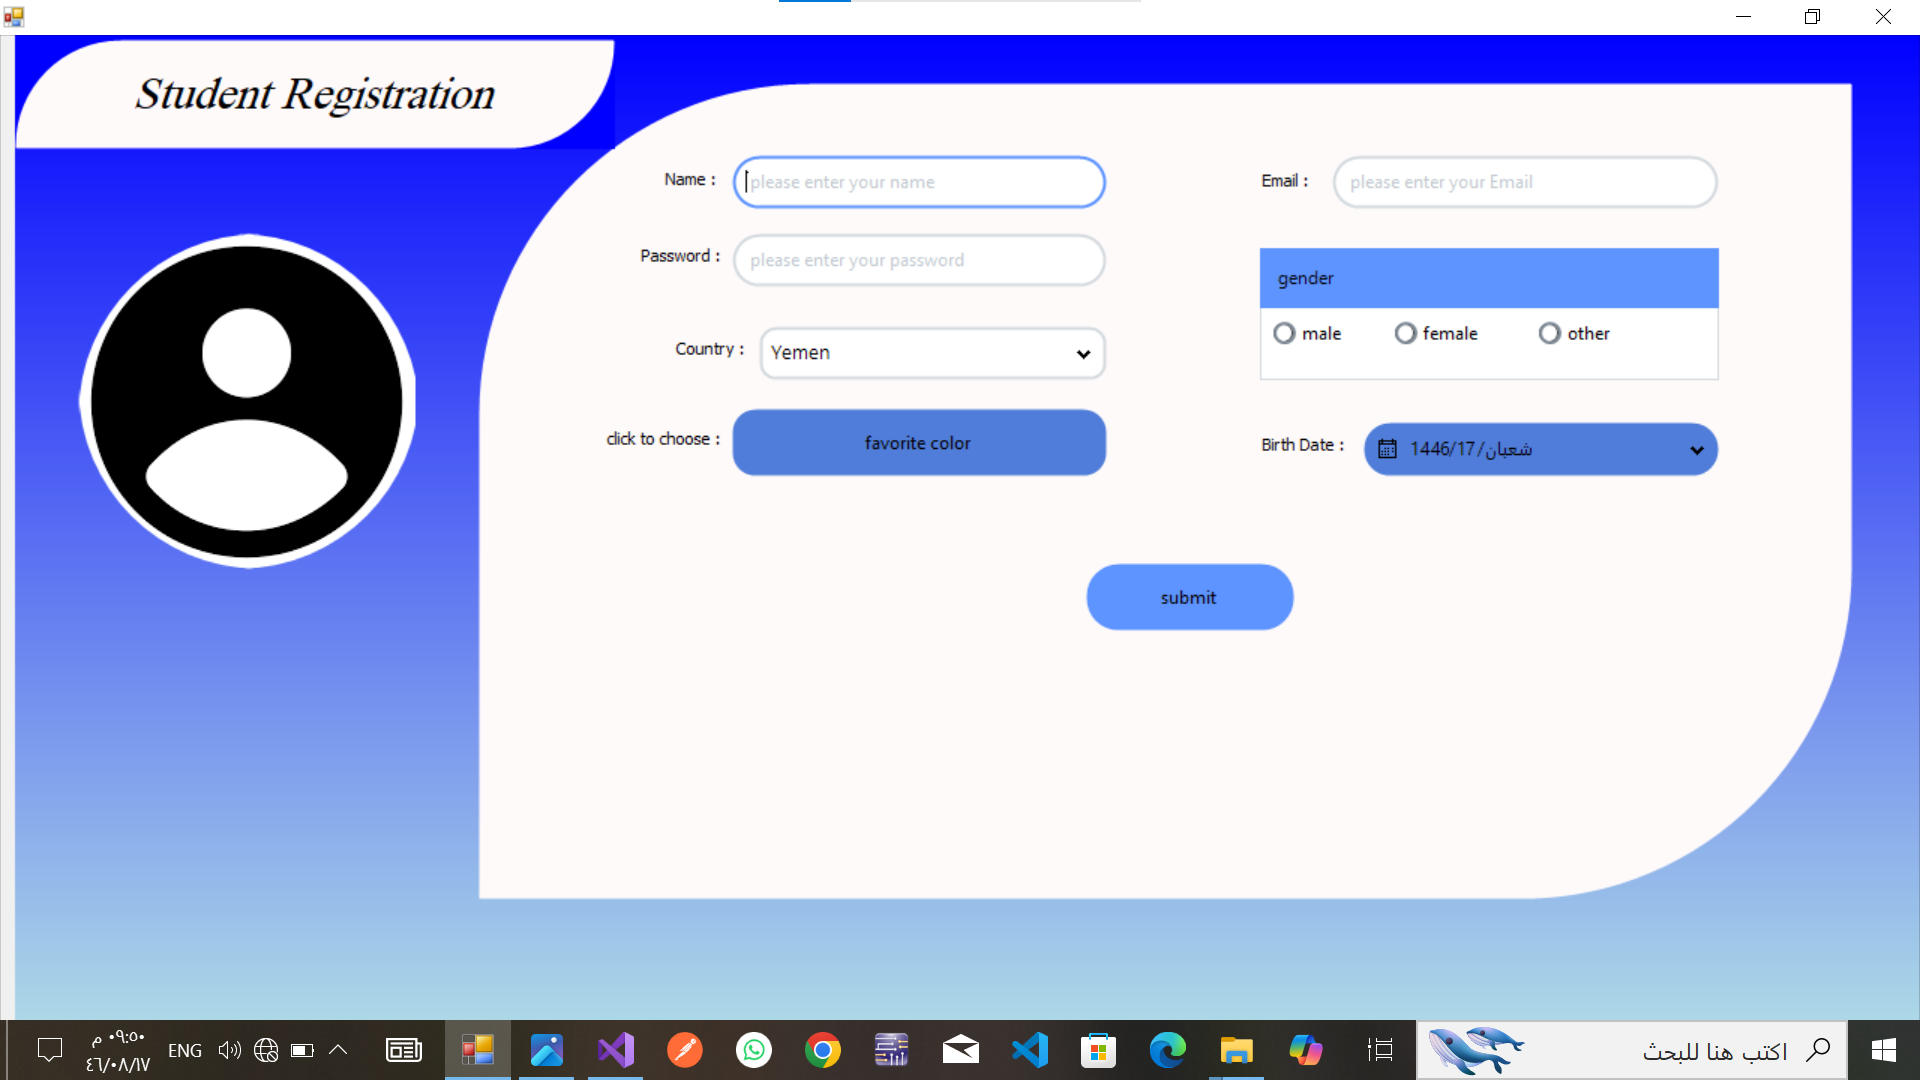 Student Registration
Name :
please enter your name
Email :
please enter your Email
Password :
please enter your password
gender
male
female
other
Country :
Yemen
click to choose :
favorite color
Birth Date :
1446/17/شعبان
submit
٠٩:٥٠ م
٤٦/٠٨/١٧
ENG
اكتب هنا للبحث